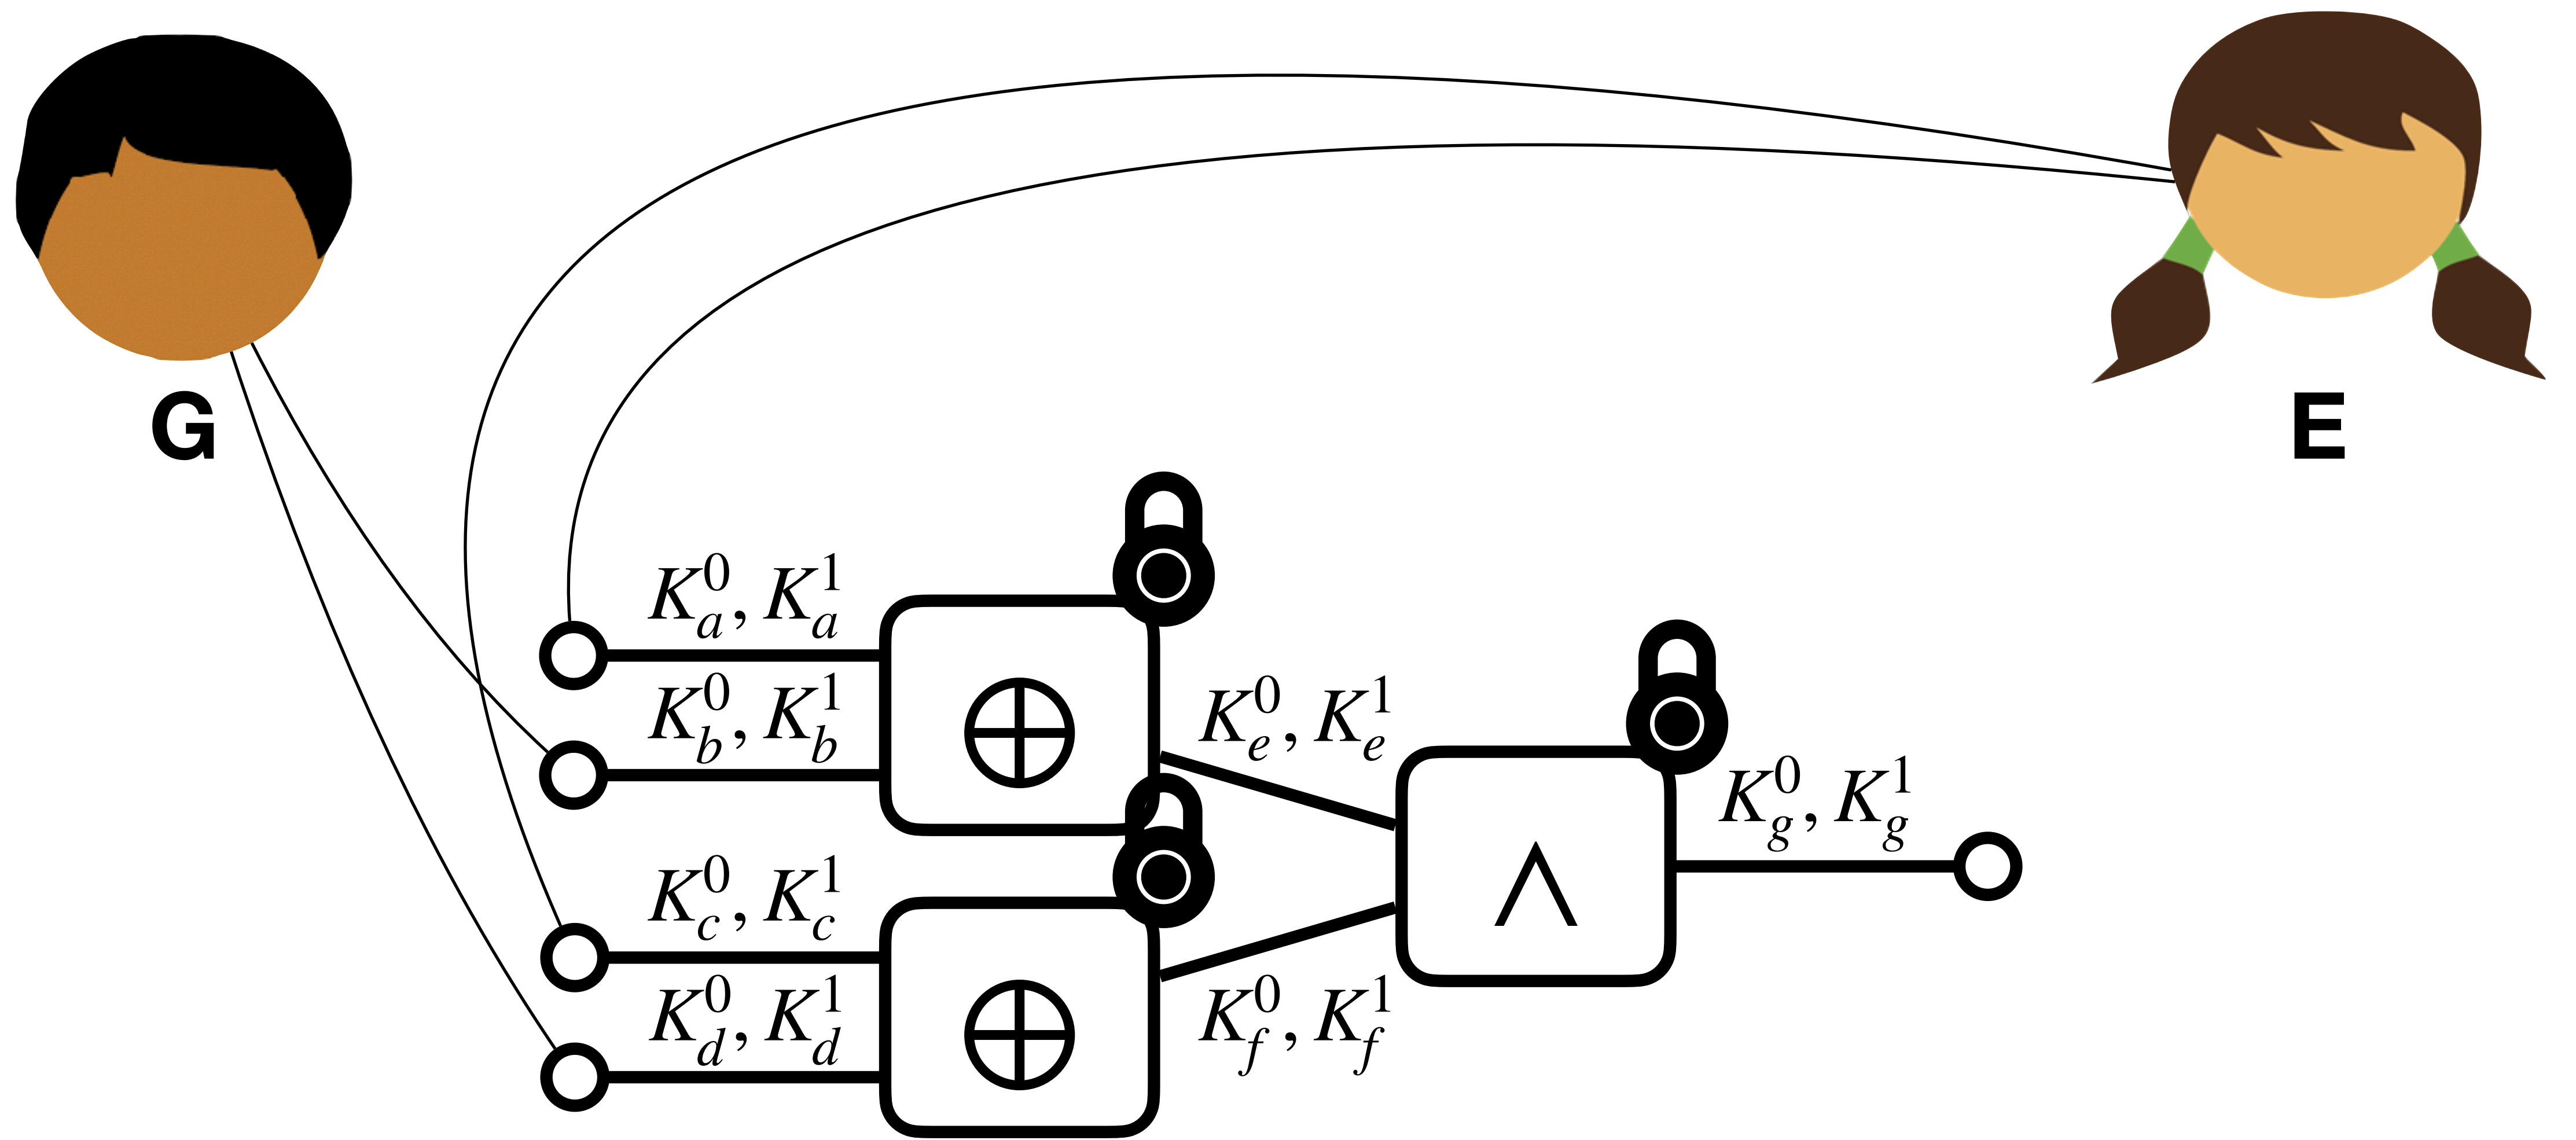 G
E
K_a^0, K_a^1
K_b^0, K_b^1
K_e^0, K_e^1
⊕
∧
K_g^0, K_g^1
K_c^0, K_c^1
K_d^0, K_d^1
K_f^0, K_f^1
⊕